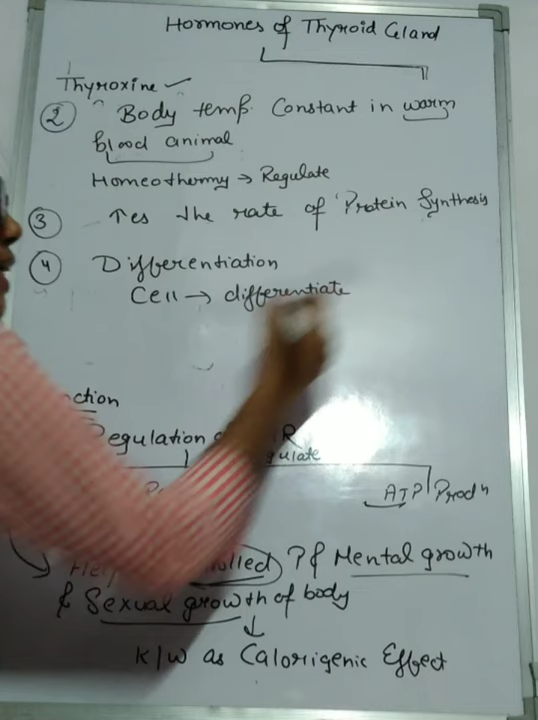 Hormones of Thyroid Gland
Thyroxine ✓
② Body temp. Constant in warm
blood animal
Homeothermy → Regulate
③ ↑es the rate of Protein Synthesis
④ Differentiation
Cell → differentiate
ction
egulation R
gulate
ATP Prodⁿ
lled P Mental growth
& Sexual growth of body
↓
K/w as Calorigenic Effect